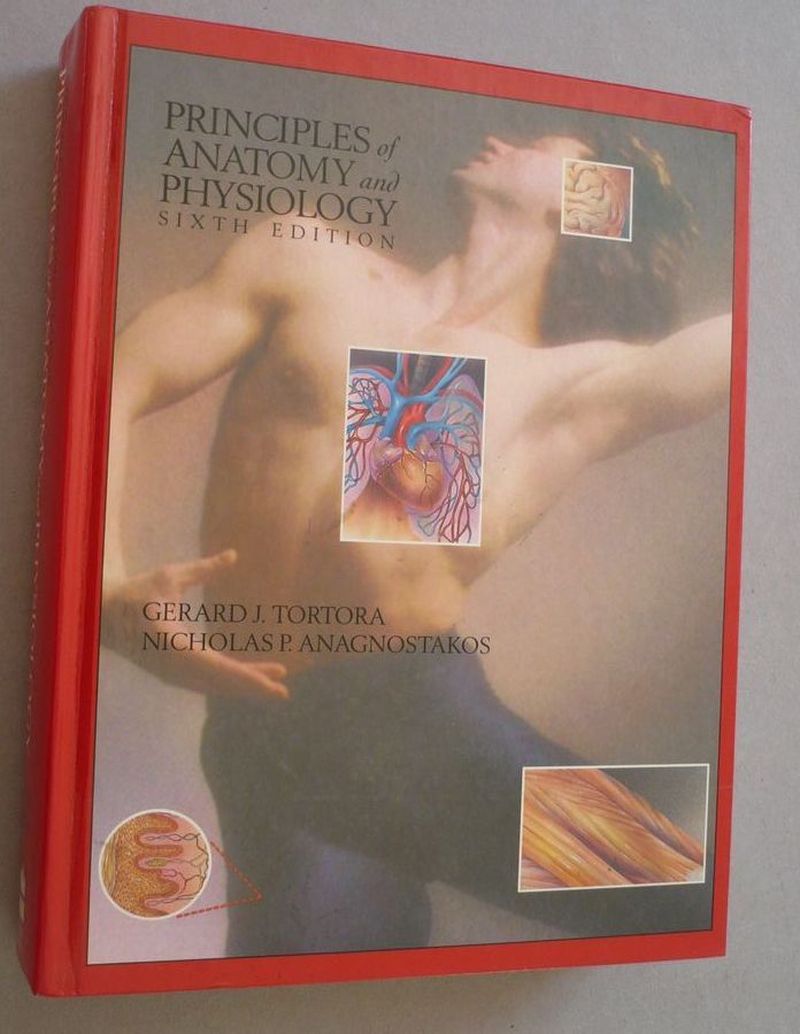 PRINCIPLES of
ANATOMY and
PHYSIOLOGY
SIXTH EDITION
GERARD J. TORTORA
NICHOLAS P. ANAGNOSTAKOS